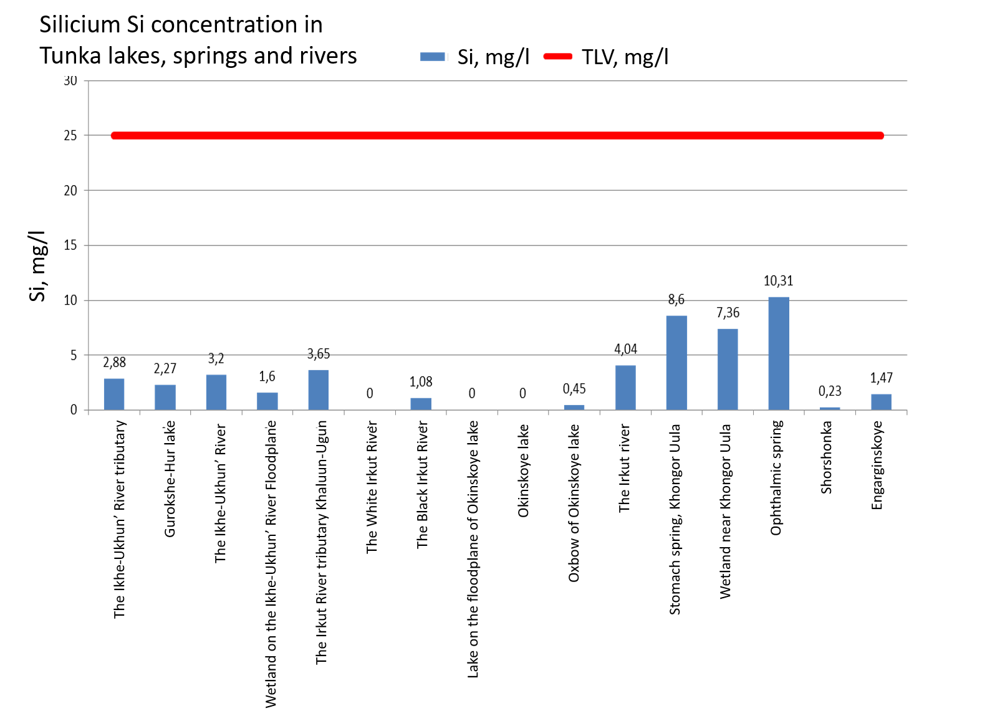 Silicium Si concentration in
Tunka lakes, springs and rivers
Si, mg/l
TLV, mg/l
Si, mg/l
30
25
20
15
10
5
0
2,88
2,27
3,2
1,6
3,65
0
1,08
0
0
0,45
4,04
8,6
7,36
10,31
0,23
1,47
The Ikhe-Ukhun’ River tributary
Gurokshe-Hur lake
The Ikhe-Ukhun’ River
Wetland on the Ikhe-Ukhun’ River Floodplane
The Irkut River tributary Khaluun-Ugun
The White Irkut River
The Black Irkut River
Lake on the floodplane of Okinskoye lake
Okinskoye lake
Oxbow of Okinskoye lake
The Irkut river
Stomach spring, Khongor Uula
Wetland near Khongor Uula
Ophthalmic spring
Shorshonka
Engarginskoye